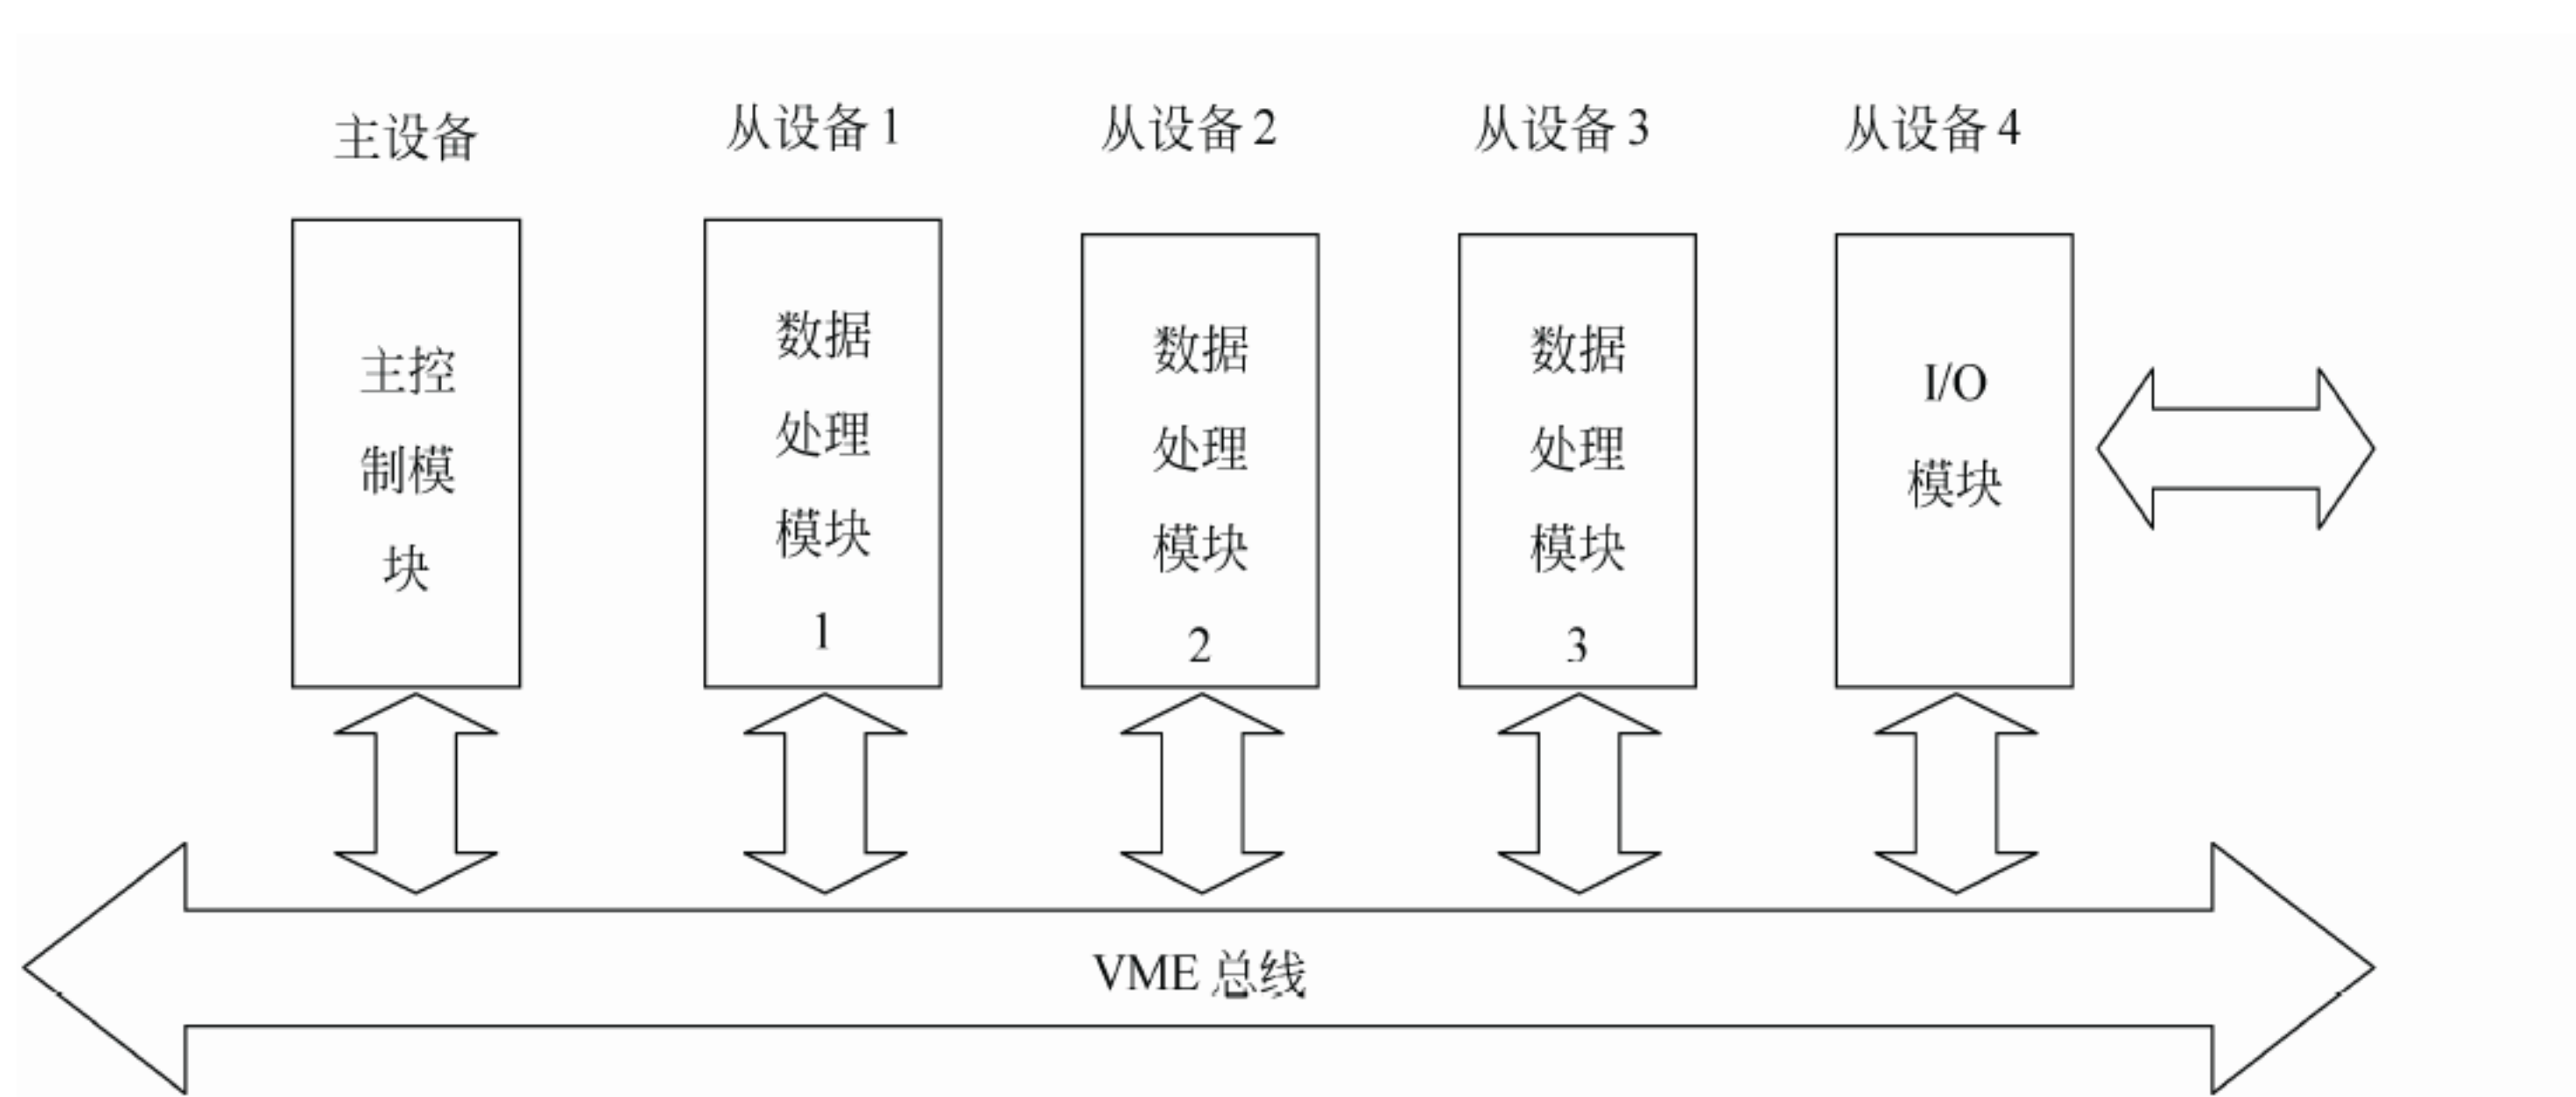 主设备
从设备1
从设备2
从设备3
从设备4
主控
制模
块
数据
处理
模块
1
数据
处理
模块
2
数据
处理
模块
3
I/O
模块
VME 总线